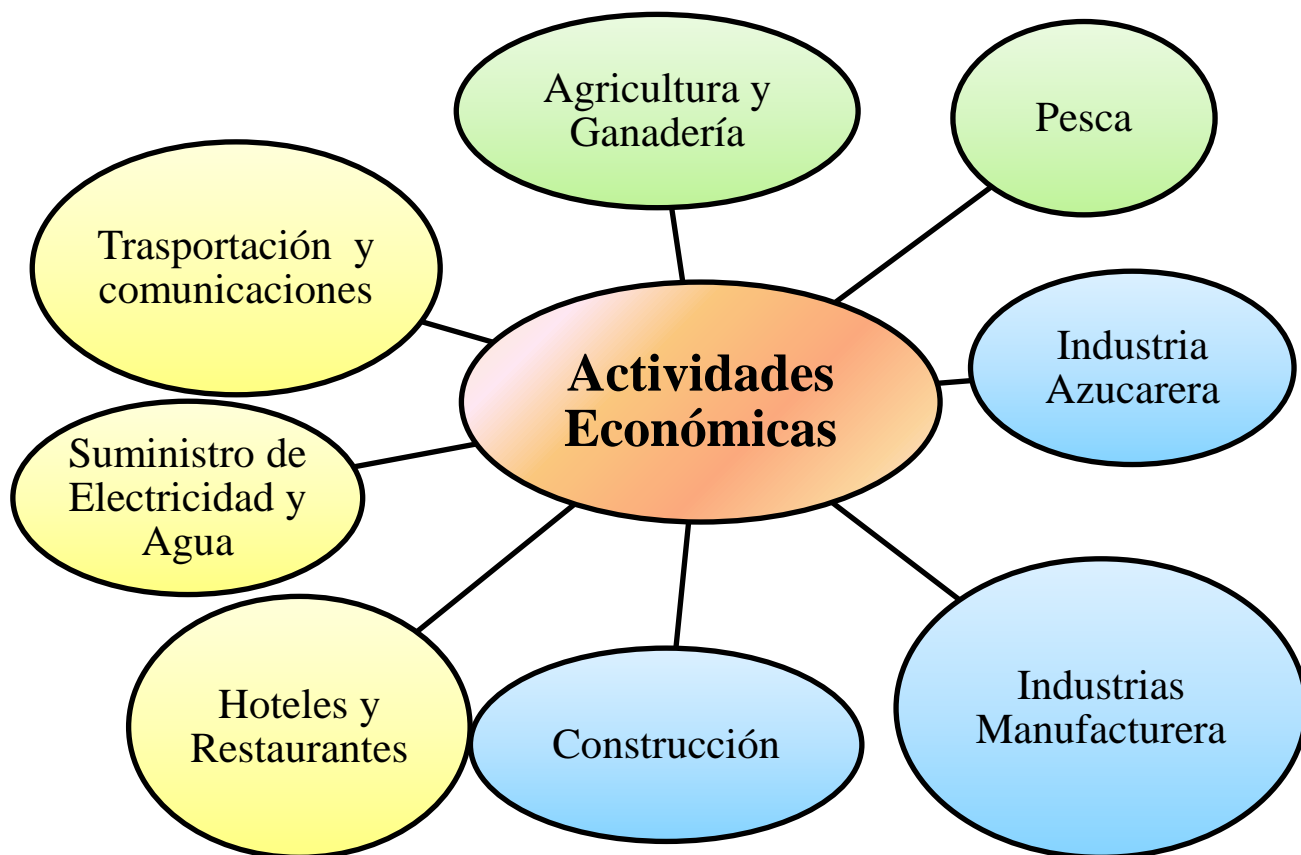 Agricultura y
Ganadería
Pesca
Trasportación y
comunicaciones
Industria
Azucarera
Actividades
Económicas
Suministro de
Electricidad y
Agua
Industrias
Manufacturera
Hoteles y
Restaurantes
Construcción